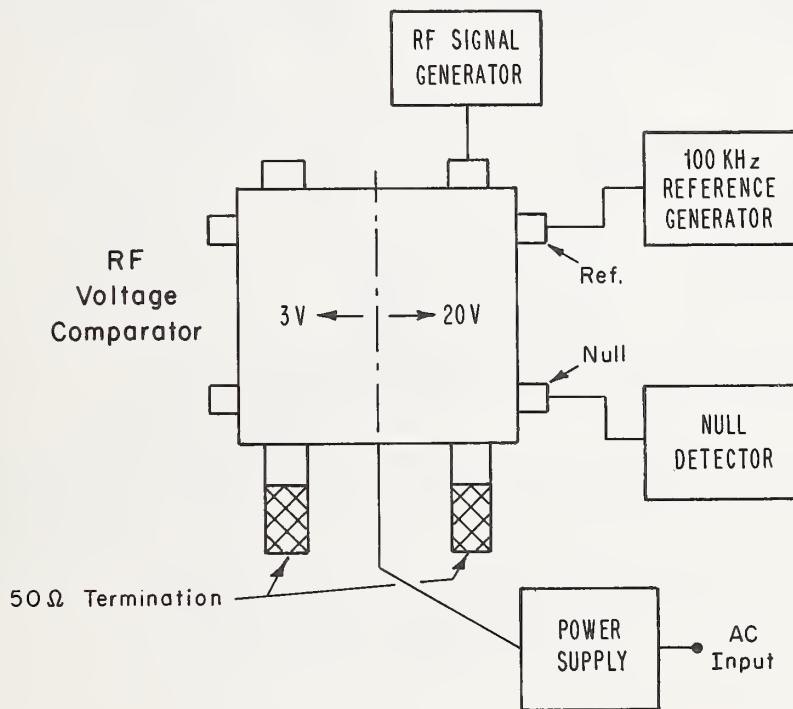 RF SIGNAL
GENERATOR
100 KHz
REFERENCE
GENERATOR
RF
Voltage
Comparator
Ref.
3V
20V
Null
NULL
DETECTOR
50Ω Termination
POWER
SUPPLY
AC
Input